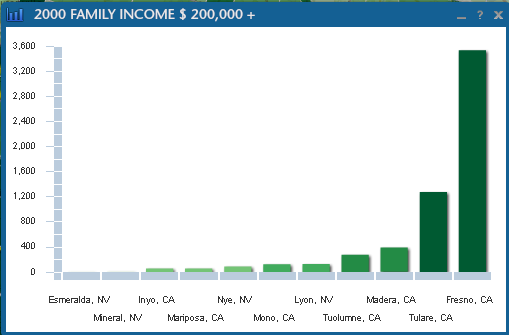 2000 FAMILY INCOME $ 200,000 +
3,600
3,200
2,800
2,400
2,000
1,600
1,200
800
400
0
Esmeralda, NV
Inyo, CA
Nye, NV
Lyon, NV
Madera, CA
Fresno, CA
Mineral, NV
Mariposa, CA
Mono, CA
Tuolumne, CA
Tulare, CA